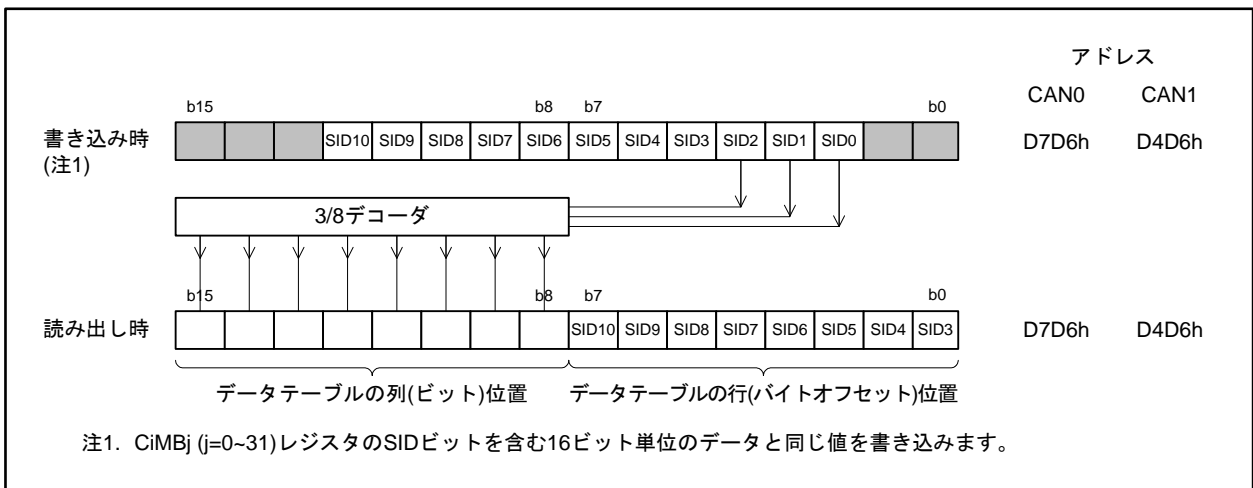 アドレス
b15 b8 b7 b0 CAN0 CAN1
書き込み時 SID10 SID9 SID8 SID7 SID6 SID5 SID4 SID3 SID2 SID1 SID0 D7D6h D4D6h
(注1)
3/8デコーダ
b15 b8 b7 b0
読み出し時 SID10 SID9 SID8 SID7 SID6 SID5 SID4 SID3 D7D6h D4D6h
データテーブルの列(ビット)位置 データテーブルの行(バイトオフセット)位置
注1. CiMBj (j=0~31)レジスタのSIDビットを含む16ビット単位のデータと同じ値を書き込みます。